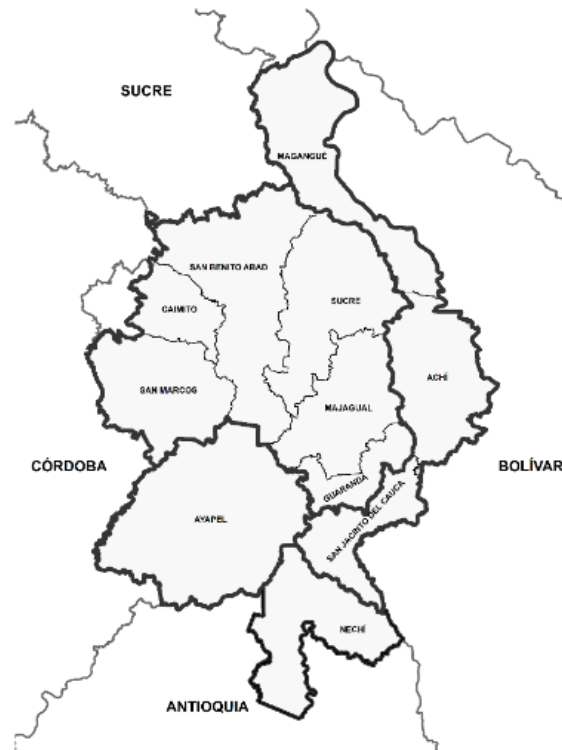 SUCRE
MAGANGUÉ
SAN BENITO ABAD
SUCRE
CAIMITO
ACHÍ
SAN MARCOS
MAJAGUAL
CÓRDOBA
BOLÍVAR
GUARANDA
AYAPEL
SAN JACINTO DEL CAUCA
NECHÍ
ANTIOQUIA